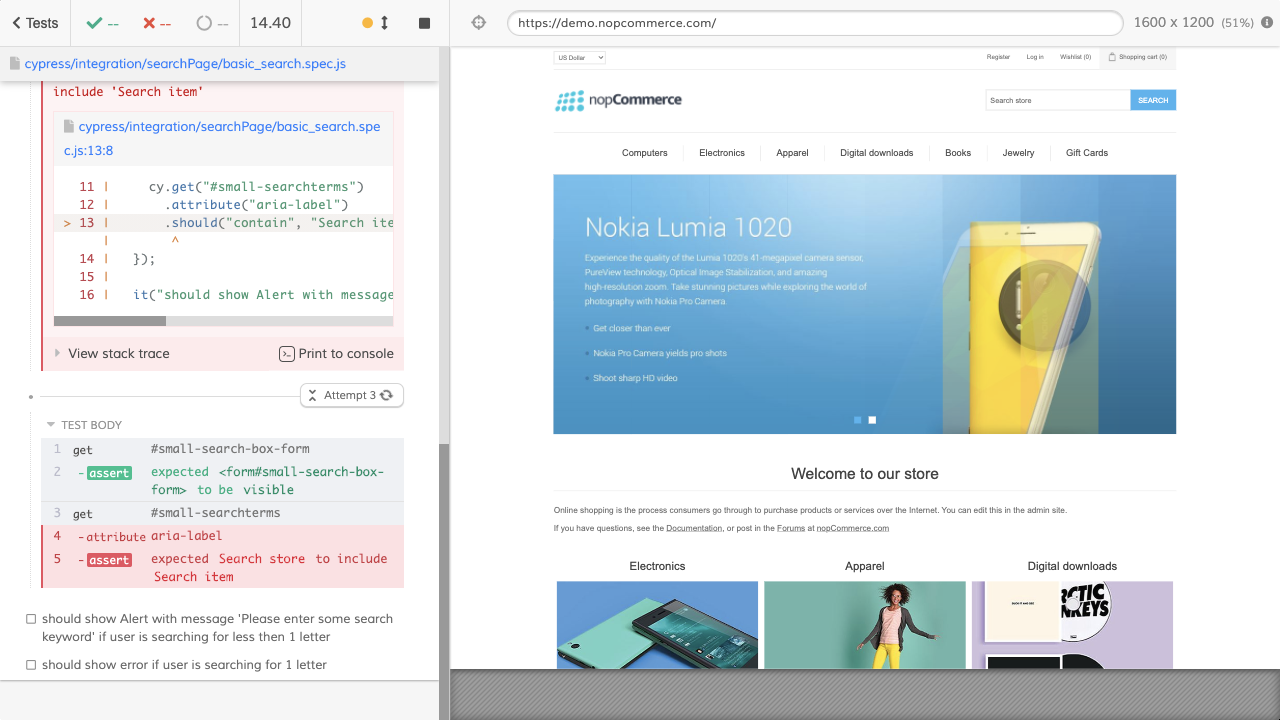 Tests
--
--
--
14.40
https://demo.nopcommerce.com/
1600 x 1200 (51%)
cypress/integration/searchPage/basic_search.spec.js
include 'Search item'
cypress/integration/searchPage/basic_search.spe
c.js:13:8
11 | cy.get("#small-searchterms")
12 | .attribute("aria-label")
> 13 | .should("contain", "Search ite
| ^
14 | });
15 |
16 | it("should show Alert with message
View stack trace
Print to console
Attempt 3
TEST BODY
1 get #small-search-box-form
2 -assert expected <form#small-search-box-
form> to be visible
3 get #small-searchterms
4 -attribute aria-label
5 -assert expected Search store to include
Search item
should show Alert with message 'Please enter some search
keyword' if user is searching for less then 1 letter
should show error if user is searching for 1 letter
US Dollar
Register
Log in
Wishlist (0)
Shopping cart (0)
nopCommerce
Search store
SEARCH
Computers
Electronics
Apparel
Digital downloads
Books
Jewelry
Gift Cards
Nokia Lumia 1020
Experience the quality of the Lumia 1020's 41-megapixel camera sensor,
PureView technology, Optical Image Stabilization, and amazing
high-resolution zoom. Take stunning pictures while exploring the world of
photography with Nokia Pro Camera
Get closer than ever
Nokia Pro Camera yields pro shots
Shoot sharp HD video
Welcome to our store
Online shopping is the process consumers go through to purchase products or services over the Internet. You can edit this in the admin site.
If you have questions, see the Documentation, or post in the Forums at nopCommerce.com
Electronics
Apparel
Digital downloads